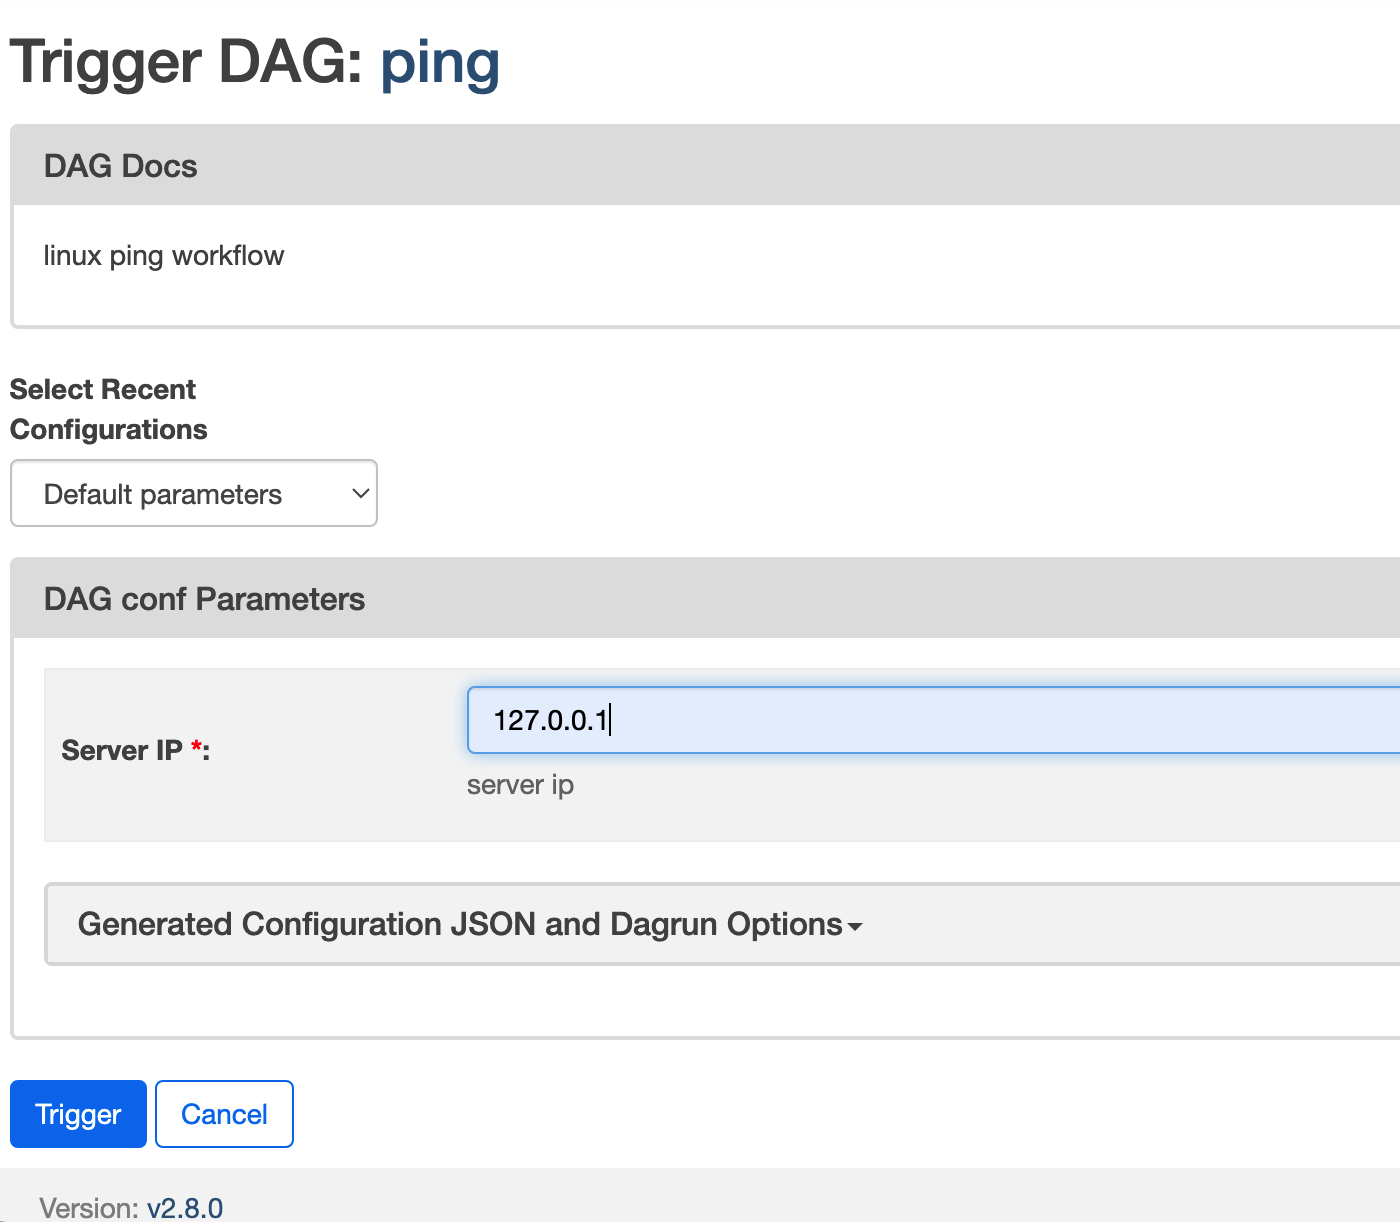 Trigger DAG: ping
DAG Docs
linux ping workflow
Select Recent
Configurations
Default parameters
DAG conf Parameters
Server IP *:
127.0.0.1
server ip
Generated Configuration JSON and Dagrun Options
Trigger
Cancel
Version: v2.8.0